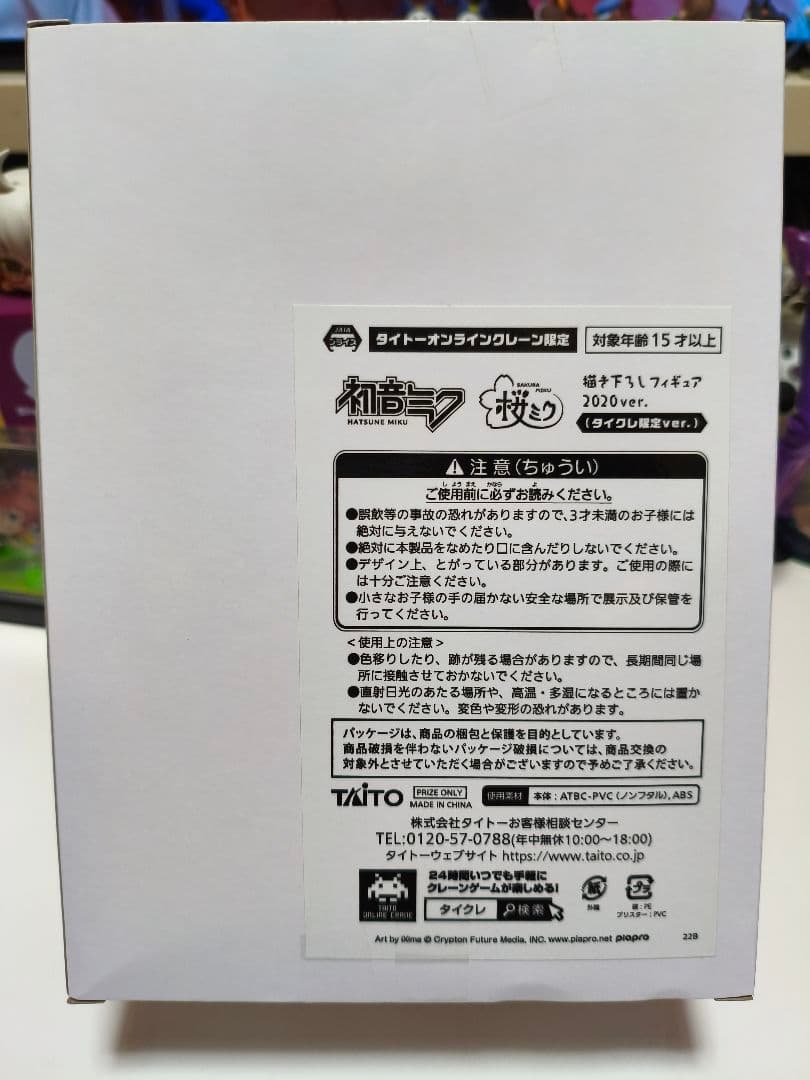 JAIA
プライズ
タイトーオンラインクレーン限定
対象年齢15才以上
初音ミク
HATSUNE MIKU
SAKURA MIKU
桜ミク
描き下ろしフィギュア
2020ver.
(タイクレ限定ver.)
注意(ちゅうい)
し よう まえ かなら よ
ご使用前に必ずお読みください。
●誤飲等の事故の恐れがありますので、3才未満のお子様には
絶対に与えないでください。
●絶対に本製品をなめたり口に含んだりしないでください。
●デザイン上、とがっている部分があります。ご使用の際に
は十分ご注意ください。
●小さなお子様の手の届かない安全な場所で展示及び保管を
行ってください。
<使用上の注意>
●色移りしたり、跡が残る場合がありますので、長期間同じ場
所に接触させておかないでください。
●直射日光のあたる場所や、高温・多湿になるところには置か
ないでください。変色や変形の恐れがあります。
パッケージは、商品の梱包と保護を目的としています。
商品破損を伴わないパッケージ破損については、商品交換の
対象外とさせていただく場合がございますので予めご了承ください。
TAITO
PRIZE ONLY
MADE IN CHINA
使用素材
本体:ATBC-PVC(ノンフタル),ABS
株式会社タイトーお客様相談センター
TEL:0120-57-0788(年中無休10:00~18:00)
タイトーウェブサイト https://www.taito.co.jp
TAITO
ONLINE CRANE
24時間いつでも手軽に
クレーンゲームが楽しめる!
タイクレ
検索
紙
外箱
プラ
袋:PE
ブリスター:PVC
Art by iXima © Crypton Future Media, INC. www.piapro.net piapro
22B